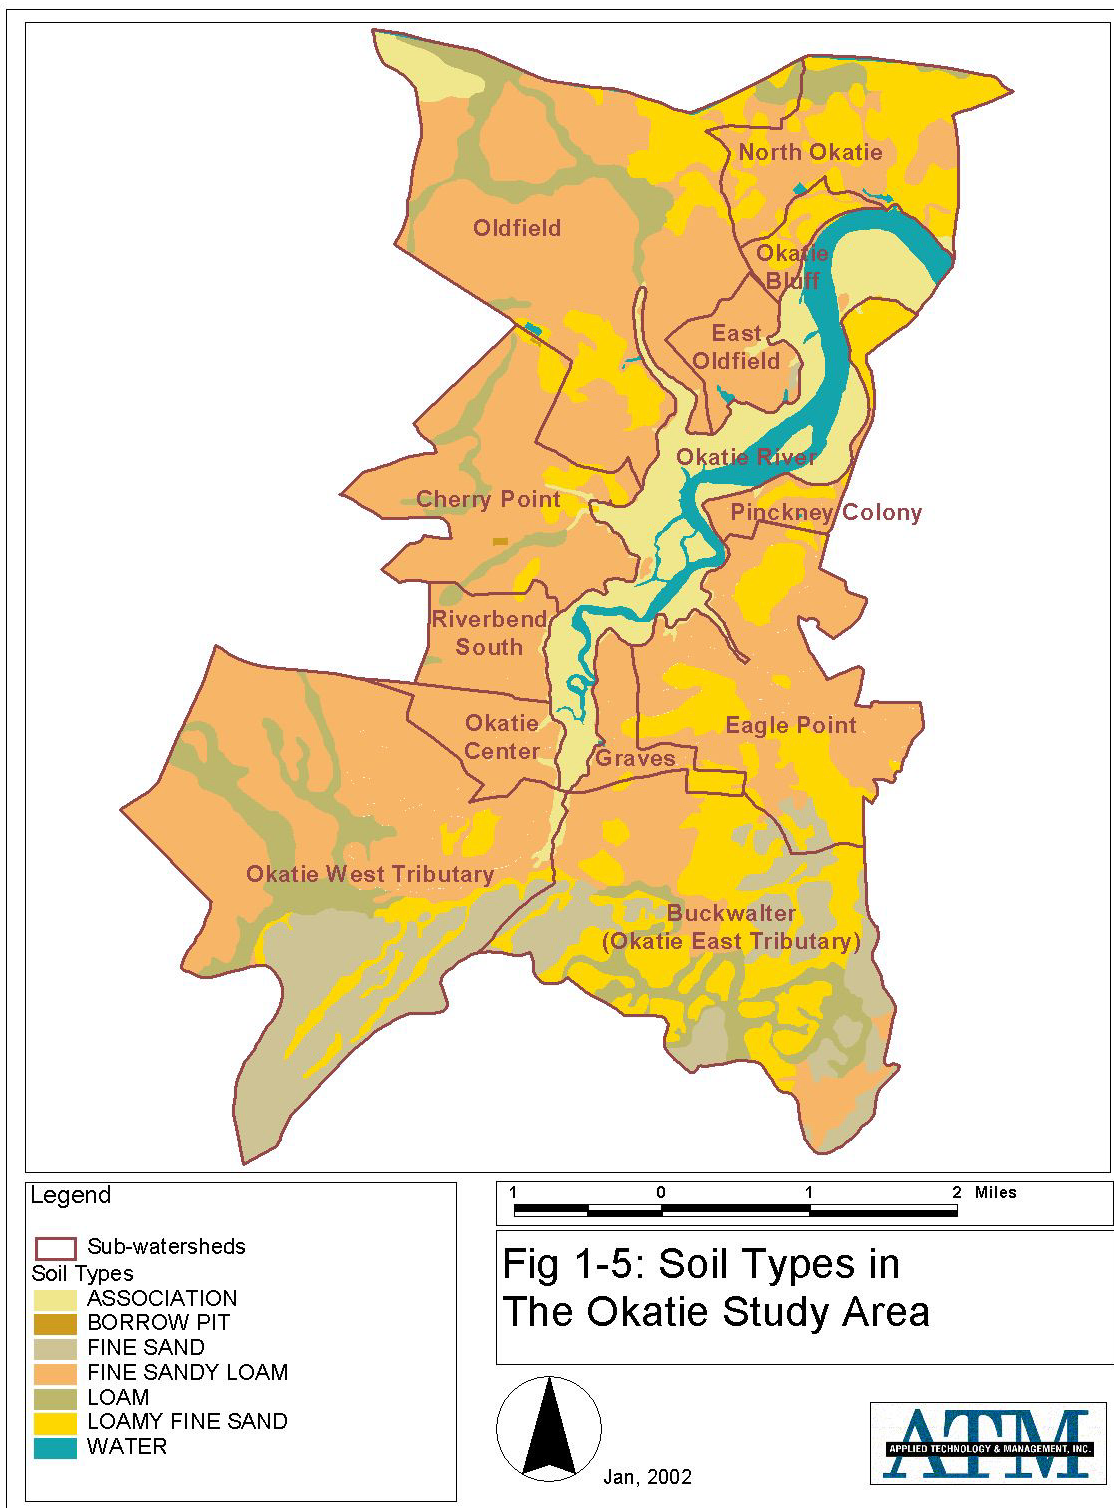 North Okatie
Oldfield
Okatie
Bluff
East
Oldfield
Okatie River
Cherry Point
Pinckney Colony
Riverbend
South
Okatie
Center
Eagle Point
Graves
Okatie West Tributary
Buckwalter
(Okatie East Tributary)
Legend
Sub-watersheds
Soil Types
ASSOCIATION
BORROW PIT
FINE SAND
FINE SANDY LOAM
LOAM
LOAMY FINE SAND
WATER
1 0 1 2 Miles
Fig 1-5: Soil Types in
The Okatie Study Area
Jan, 2002
ATM
APPLIED TECHNOLOGY & MANAGEMENT, INC.